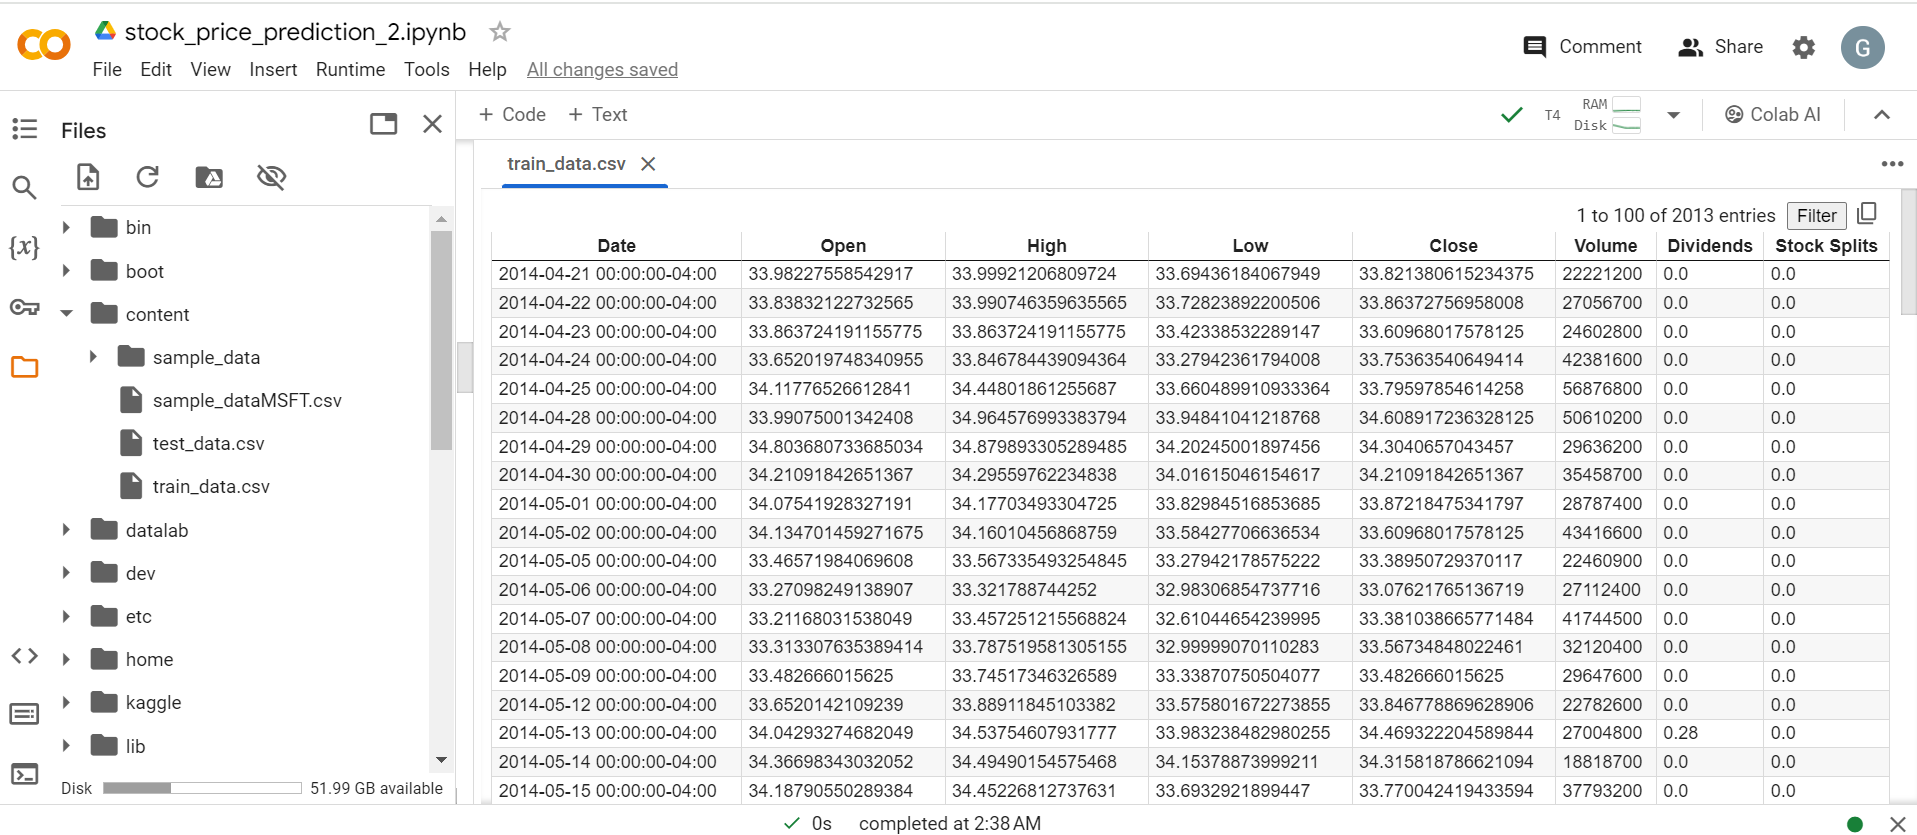 stock_price_prediction_2.ipynb
File Edit View Insert Runtime Tools Help All changes saved
Comment Share G
Files
+ Code + Text
T4 RAM Disk
Colab AI
train_data.csv
{x}
bin
boot
content
sample_data
sample_dataMSFT.csv
test_data.csv
train_data.csv
datalab
dev
etc
home
kaggle
lib
Disk 51.99 GB available
1 to 100 of 2013 entries Filter
Date Open High Low Close Volume Dividends Stock Splits
2014-04-21 00:00:00-04:00 33.98227558542917 33.99921206809724 33.69436184067949 33.821380615234375 22221200 0.0 0.0
2014-04-22 00:00:00-04:00 33.83832122732565 33.990746359635565 33.72823892200506 33.86372756958008 27056700 0.0 0.0
2014-04-23 00:00:00-04:00 33.863724191155775 33.863724191155775 33.42338532289147 33.60968017578125 24602800 0.0 0.0
2014-04-24 00:00:00-04:00 33.652019748340955 33.846784439094364 33.27942361794008 33.75363540649414 42381600 0.0 0.0
2014-04-25 00:00:00-04:00 34.11776526612841 34.44801861255687 33.660489910933364 33.79597854614258 56876800 0.0 0.0
2014-04-28 00:00:00-04:00 33.99075001342408 34.964576993383794 33.94841041218768 34.608917236328125 50610200 0.0 0.0
2014-04-29 00:00:00-04:00 34.803680733685034 34.879893305289485 34.20245001897456 34.3040657043457 29636200 0.0 0.0
2014-04-30 00:00:00-04:00 34.21091842651367 34.29559762234838 34.01615046154617 34.21091842651367 35458700 0.0 0.0
2014-05-01 00:00:00-04:00 34.07541928327191 34.17703493304725 33.82984516853685 33.87218475341797 28787400 0.0 0.0
2014-05-02 00:00:00-04:00 34.134701459271675 34.16010456868759 33.58427706636534 33.60968017578125 43416600 0.0 0.0
2014-05-05 00:00:00-04:00 33.46571984069608 33.567335493254845 33.27942178575222 33.38950729370117 22460900 0.0 0.0
2014-05-06 00:00:00-04:00 33.27098249138907 33.321788744252 32.98306854737716 33.07621765136719 27112400 0.0 0.0
2014-05-07 00:00:00-04:00 33.21168031538049 33.457251215568824 32.61044654239995 33.381038665771484 41744500 0.0 0.0
2014-05-08 00:00:00-04:00 33.313307635389414 33.787519581305155 32.99999070110283 33.56734848022461 32120400 0.0 0.0
2014-05-09 00:00:00-04:00 33.482666015625 33.74517346326589 33.33870750504077 33.482666015625 29647600 0.0 0.0
2014-05-12 00:00:00-04:00 33.6520142109239 33.88911845103382 33.575801672273855 33.846778869628906 22782600 0.0 0.0
2014-05-13 00:00:00-04:00 34.04293274682049 34.53754607931777 33.983238482980255 34.469322204589844 27004800 0.28 0.0
2014-05-14 00:00:00-04:00 34.36698343032052 34.49490154575468 34.15378873999211 34.315818786621094 18818700 0.0 0.0
2014-05-15 00:00:00-04:00 34.18790550289384 34.45226812737631 33.6932921899447 33.770042419433594 37793200 0.0 0.0
0s completed at 2:38 AM